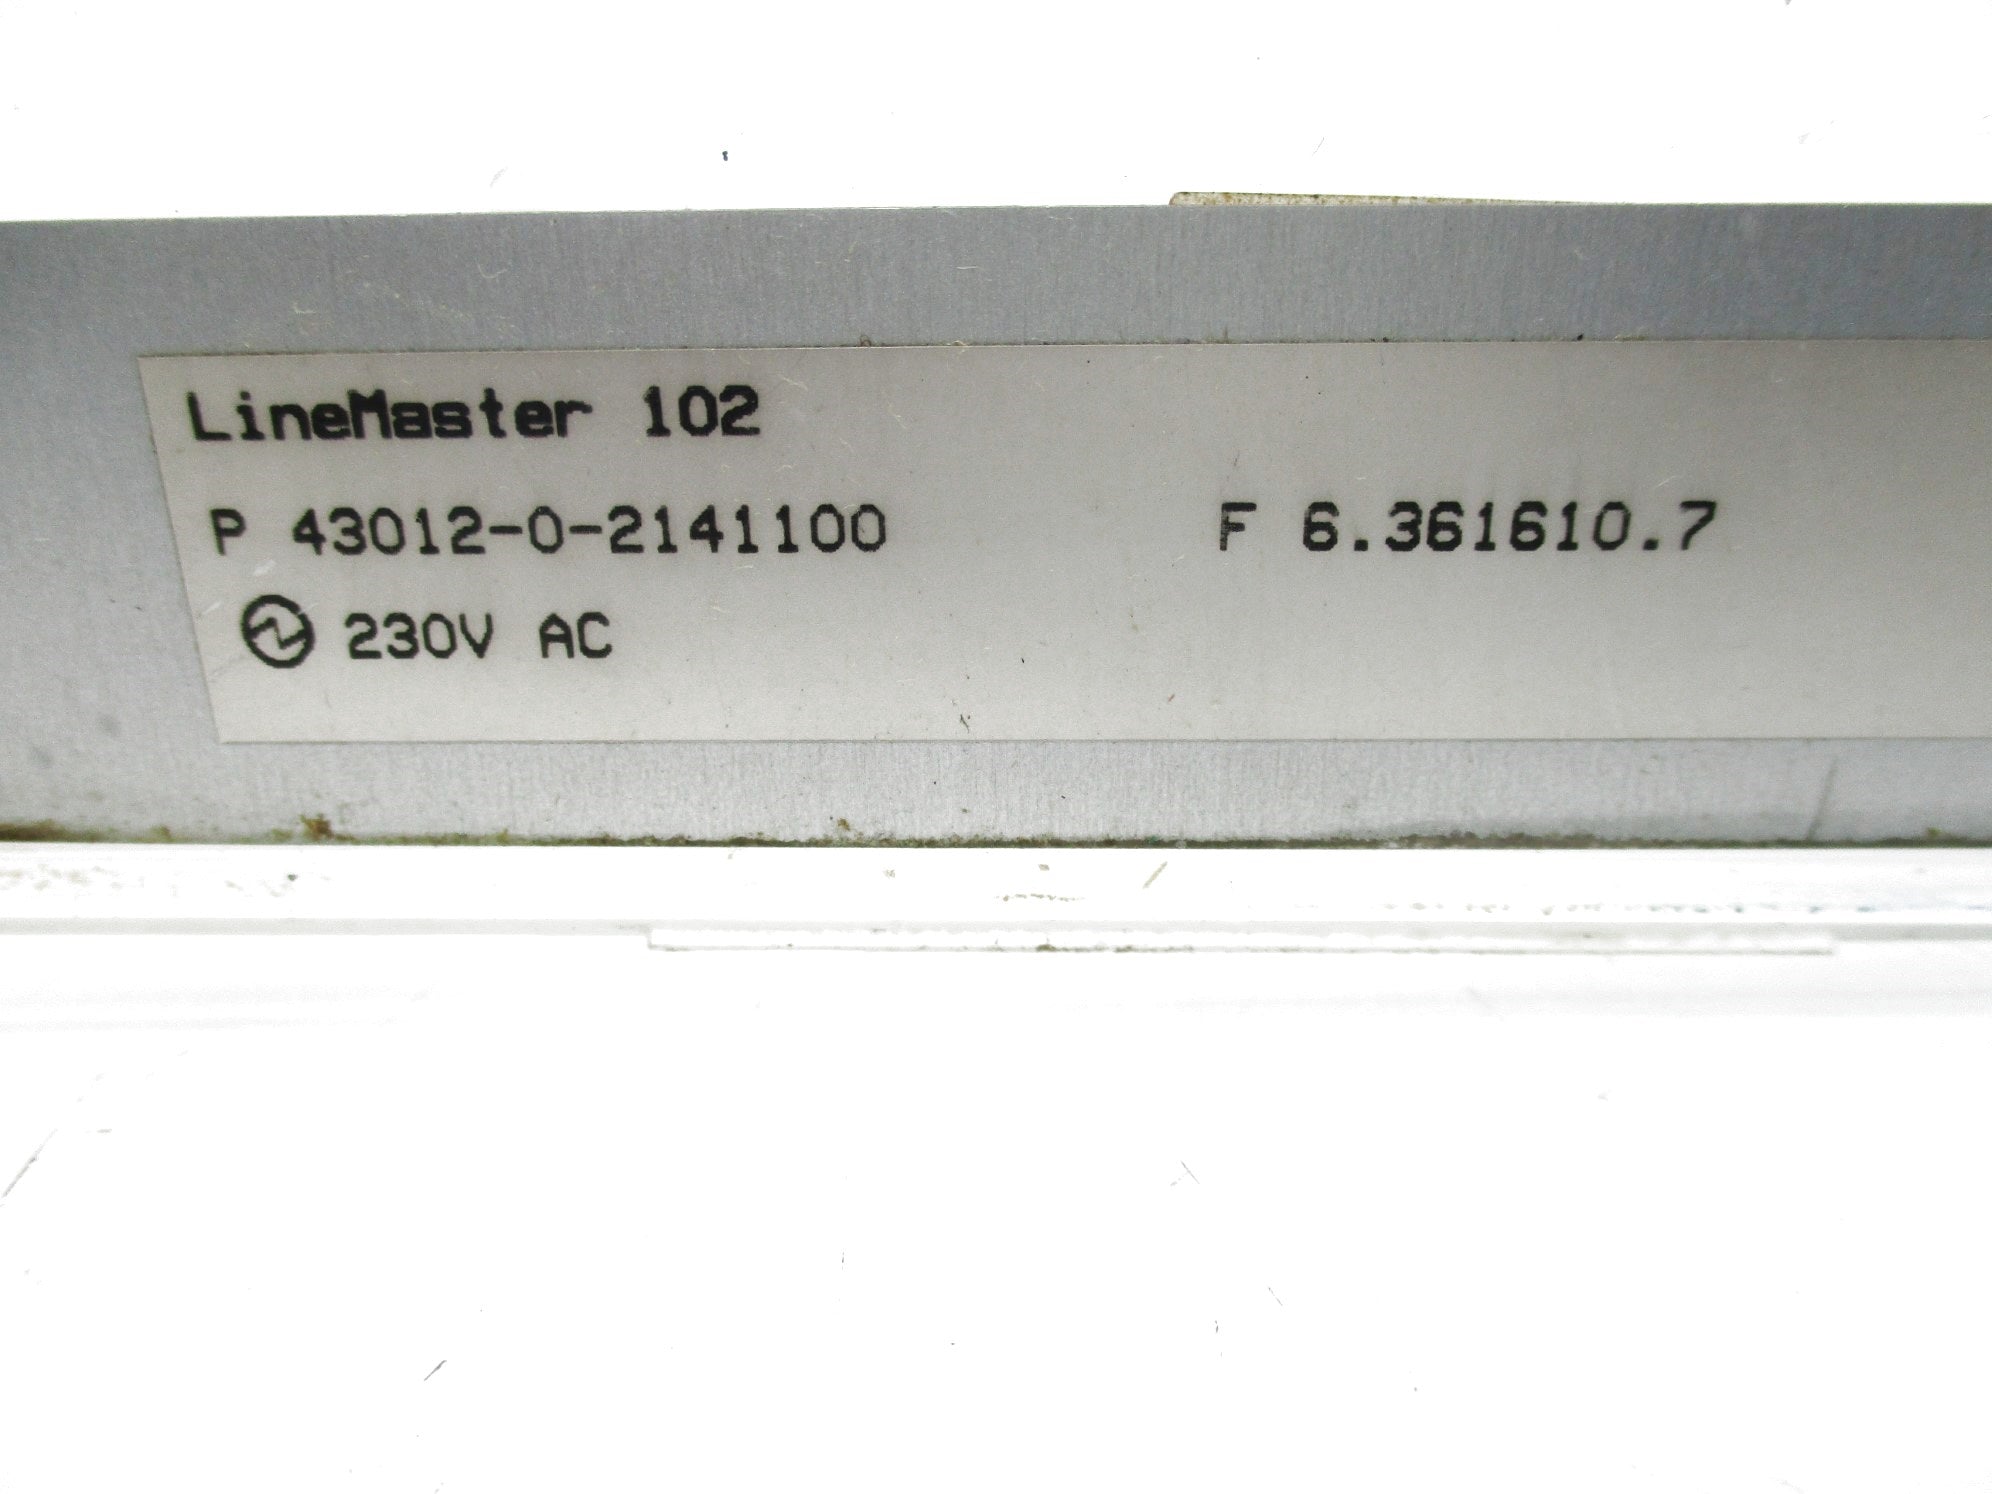 LineMaster 102
P 43012-0-2141100 F 6.361610.7
230V AC